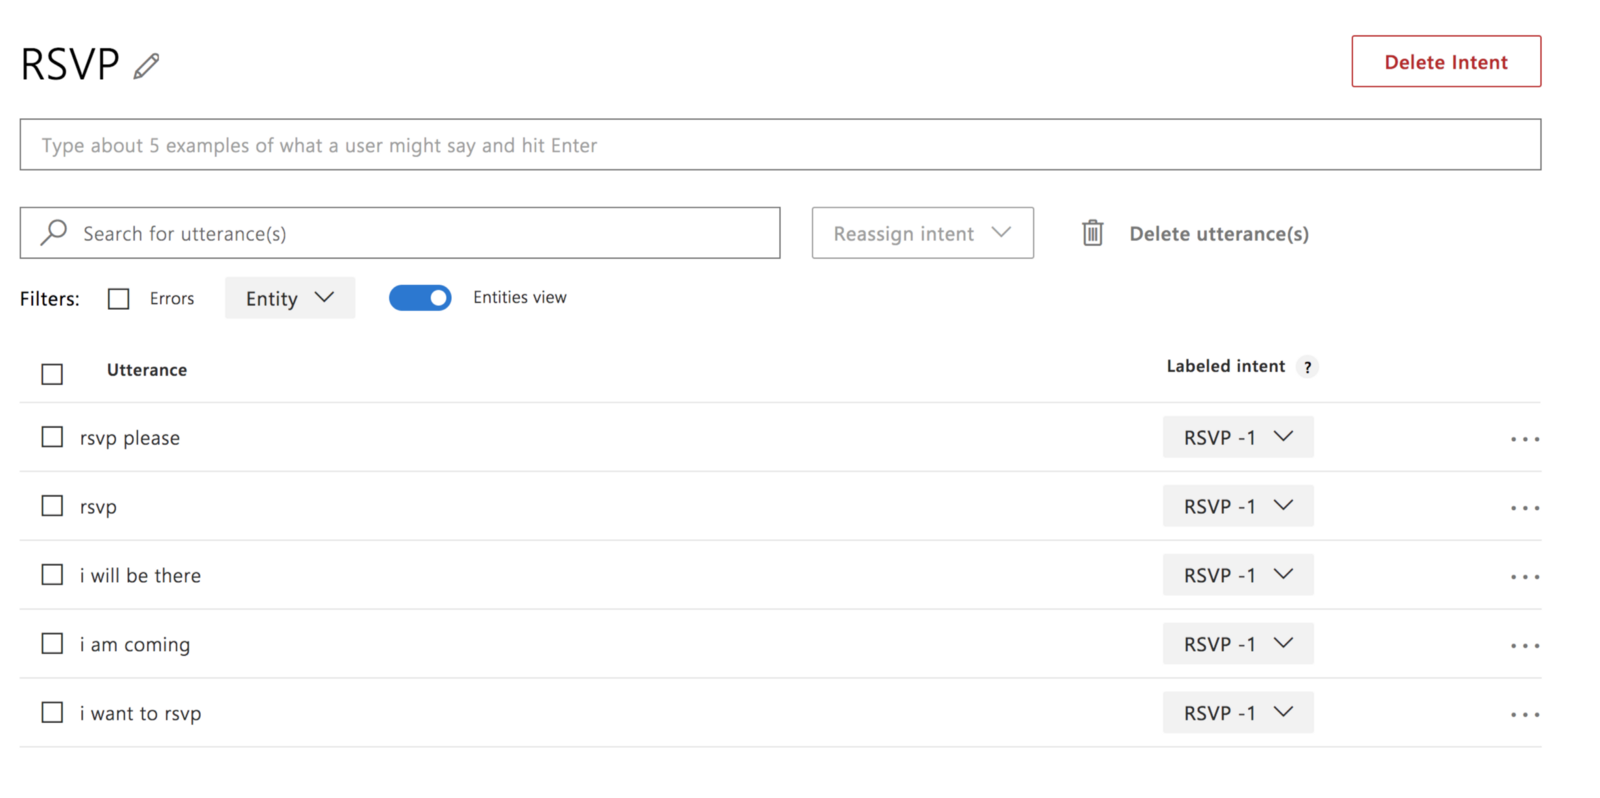 RSVP
Delete Intent
Type about 5 examples of what a user might say and hit Enter
Search for utterance(s)
Reassign intent
Delete utterance(s)
Filters: Errors Entity Entities view
Utterance Labeled intent ?
rsvp please RSVP -1
rsvp RSVP -1
i will be there RSVP -1
i am coming RSVP -1
i want to rsvp RSVP -1